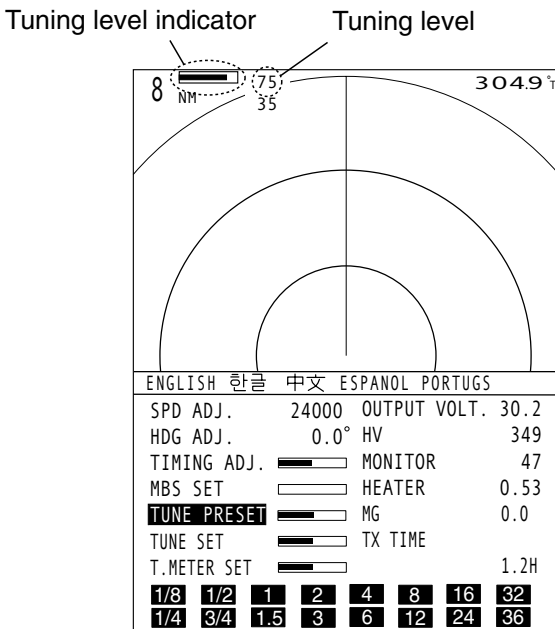 Tuning level indicator Tuning level
8 NM 75 304.9°T
35
ENGLISH 한글 中文 ESPANOL PORTUGS
SPD ADJ. 24000 OUTPUT VOLT. 30.2
HDG ADJ. 0.0° HV 349
TIMING ADJ. MONITOR 47
MBS SET HEATER 0.53
TUNE PRESET MG 0.0
TUNE SET TX TIME
T.METER SET 1.2H
1/8 1/2 1 2 4 8 16 32
1/4 3/4 1.5 3 6 12 24 36